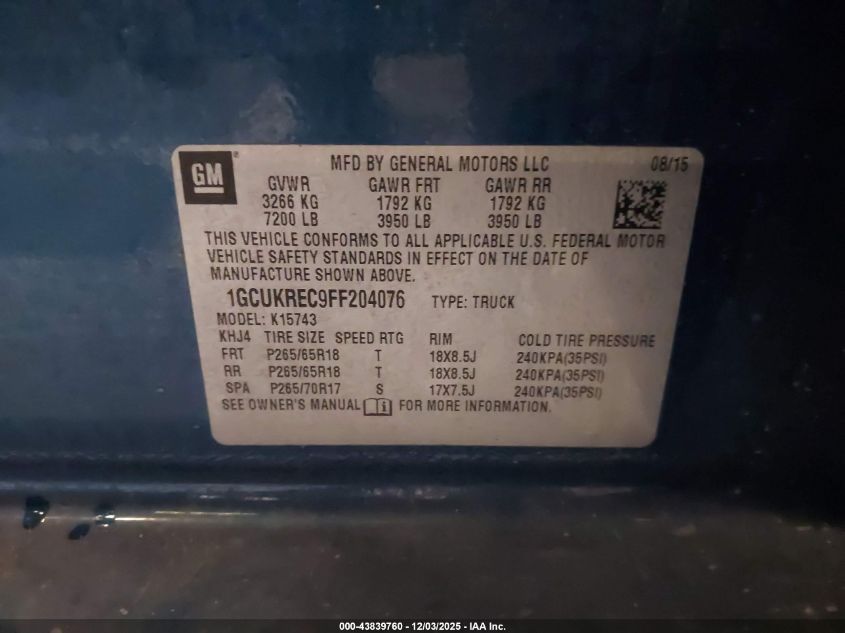 GM
MFD BY GENERAL MOTORS LLC 08/15
GVWR GAWR FRT GAWR RR
3266 KG 1792 KG 1792 KG
7200 LB 3950 LB 3950 LB
THIS VEHICLE CONFORMS TO ALL APPLICABLE U.S. FEDERAL MOTOR
VEHICLE SAFETY STANDARDS IN EFFECT ON THE DATE OF
MANUFACTURE SHOWN ABOVE.
1GCUKREC9FF204076 TYPE: TRUCK
MODEL: K15743
KHJ4 TIRE SIZE SPEED RTG RIM COLD TIRE PRESSURE
FRT P265/65R18 T 18X8.5J 240KPA(35PSI)
RR P265/65R18 T 18X8.5J 240KPA(35PSI)
SPA P265/70R17 S 17X7.5J 240KPA(35PSI)
SEE OWNER'S MANUAL FOR MORE INFORMATION.
000-43839760 - 12/03/2025 - IAA Inc.